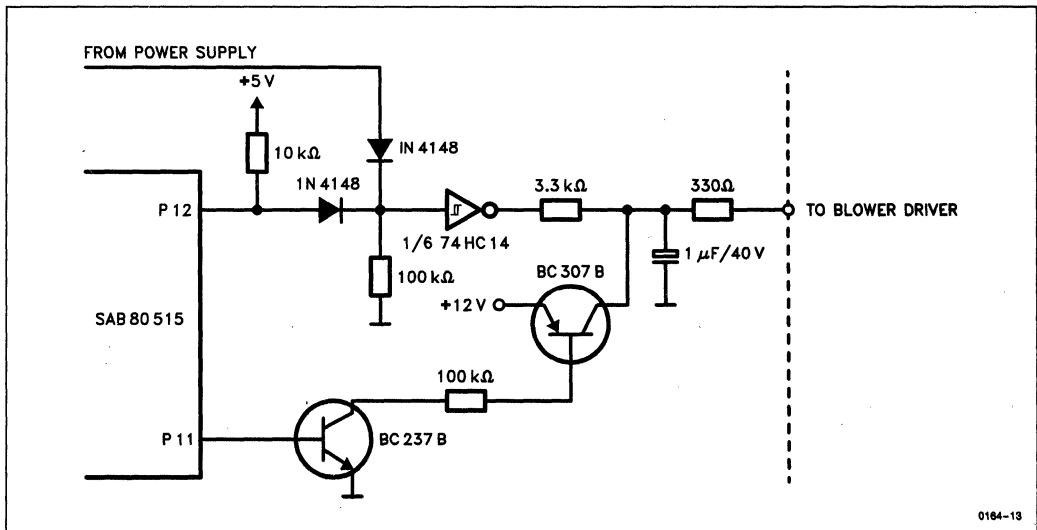 FROM POWER SUPPLY
+5 V
10 kΩ
IN 4148
1N 4148
3.3 kΩ
330Ω
P 12
TO BLOWER DRIVER
1/6 74 HC 14
1 μF/40 V
100 kΩ
BC 307 B
+12 V
SAB 80 515
100 kΩ
P 11
BC 237 B
0164-13